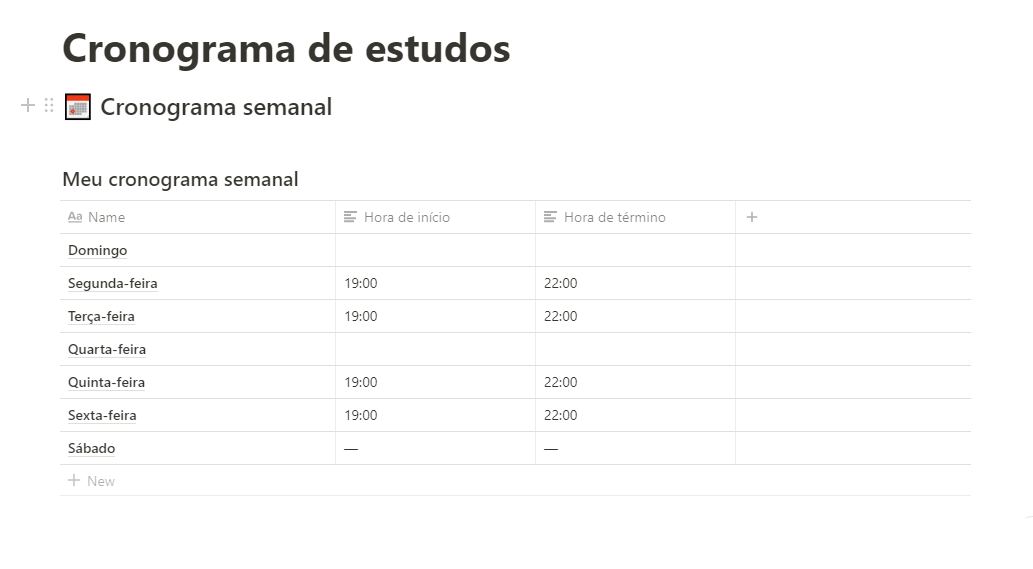 Cronograma de estudos
Cronograma semanal
Meu cronograma semanal
Aa Name Hora de início Hora de término +
Domingo
Segunda-feira 19:00 22:00
Terça-feira 19:00 22:00
Quarta-feira
Quinta-feira 19:00 22:00
Sexta-feira 19:00 22:00
Sábado — —
+ New